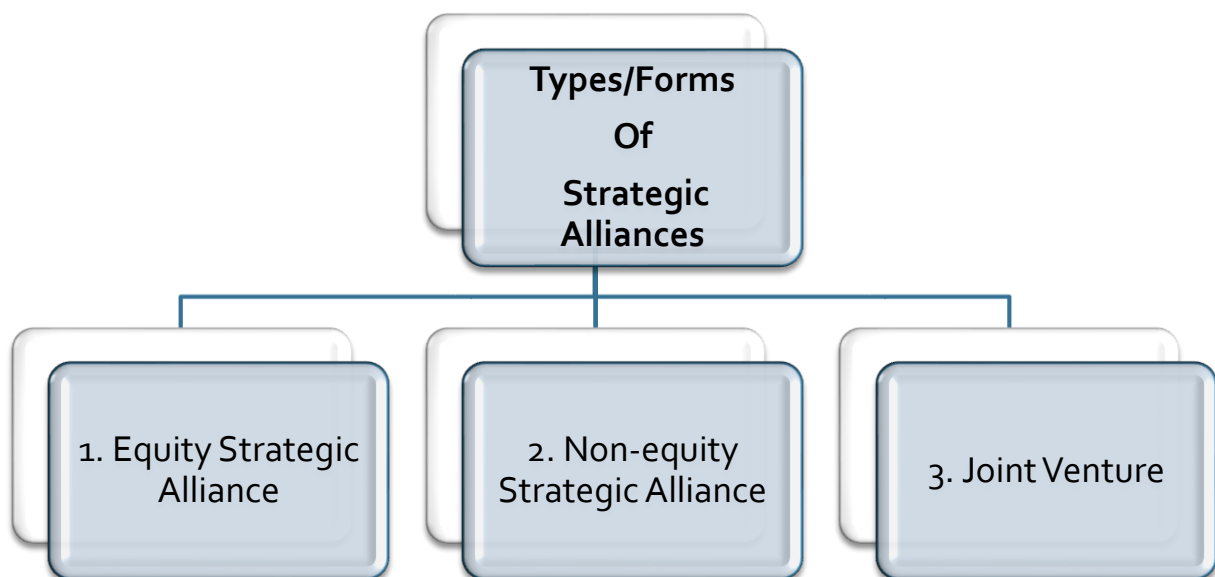 Types/Forms
Of
Strategic
Alliances
1. Equity Strategic
Alliance
2. Non-equity
Strategic Alliance
3. Joint Venture